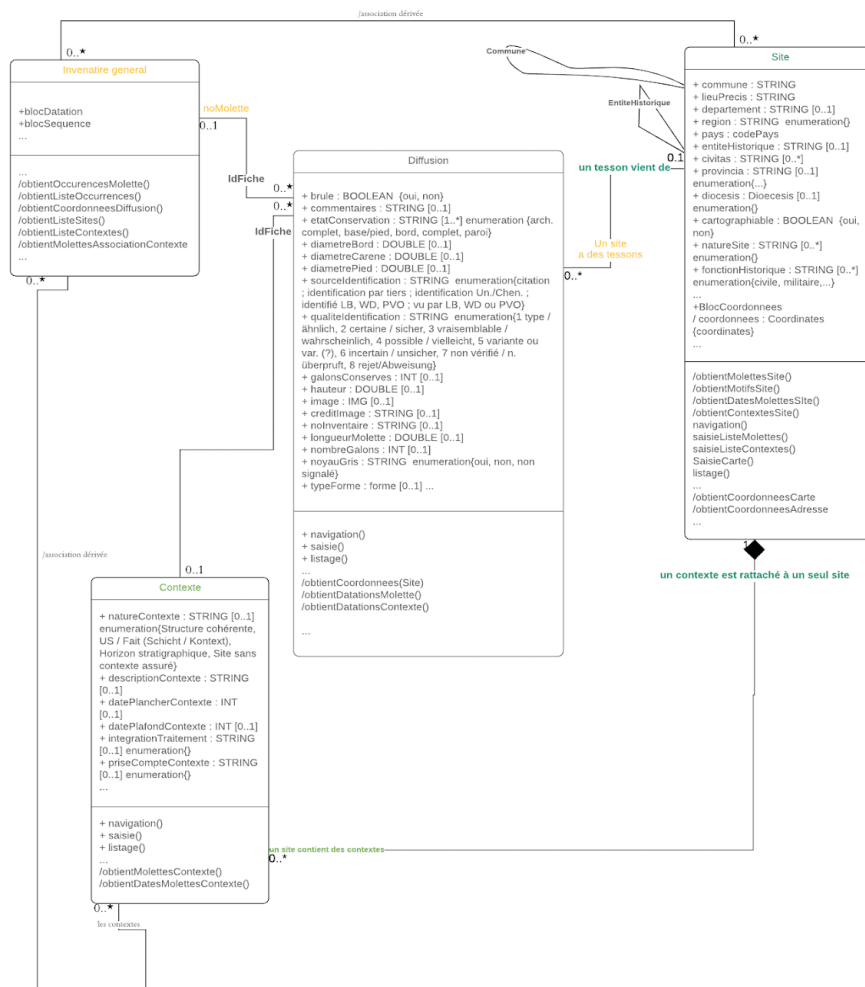 /association dérivée
0..*
0..*
Invenatire general
+blocDatation
+blocSequence
...
...
/obtientOccurencesMolette()
/obtientListeOccurrences()
/obtientCoordonneesDiffusion()
/obtientListeSites()
/obtientListeContextes()
/obtientMolettesAssociationContexte
...
0..*
noMolette
0..1
IdFiche
0..*
0..*
IdFiche
Diffusion
+ brule : BOOLEAN {oui, non}
+ commentaires : STRING [0..1]
+ etatConservation : STRING [1..*] enumeration {arch.
complet, base/pied, bord, complet, paroi}
+ diametreBord : DOUBLE [0..1]
+ diametreCarene : DOUBLE [0..1]
+ diametrePied : DOUBLE [0..1]
+ sourceIdentification : STRING enumeration{citation
; identification par tiers ; identification Un./Chen. ;
identifié LB, WD, PVO ; vu par LB, WD ou PVO}
+ qualiteIdentification : STRING enumeration{1 type /
ähnlich, 2 certaine / sicher, 3 vraisemblable /
wahrscheinlich, 4 possible / vielleicht, 5 variante ou
var. (?), 6 incertain / unsicher, 7 non vérifié / n.
überpruft, 8 rejet/Abweisung}
+ galonsConserves : INT [0..1]
+ hauteur : DOUBLE [0..1]
+ image : IMG [0..1]
+ creditImage : STRING [0..1]
+ noInventaire : STRING [0..1]
+ longueurMolette : DOUBLE [0..1]
+ nombreGalons : INT [0..1]
+ noyauGris : STRING enumeration{oui, non, non
signalé}
+ typeForme : forme [0..1] ...
+ navigation()
+ saisie()
+ listage()
...
/obtientCoordonnees(Site)
/obtientDatationsMolette()
/obtientDatationsContexte()
...
Commune
EntiteHistorique
0.1
un tesson vient de
Un site
a des tessons
0..*
Site
+ commune : STRING
+ lieuPrecis : STRING
+ departement : STRING [0..1]
+ region : STRING enumeration{}
+ pays : codePays
+ entiteHistorique : STRING [0..1]
+ civitas : STRING [0..*]
+ provincia : STRING [0..1]
enumeration{...}
+ diocesis : Dioecesis [0..1]
enumeration{}
+ cartographiable : BOOLEAN {oui,
non}
+ natureSite : STRING [0..*]
enumeration{}
+ fonctionHistorique : STRING [0..*]
enumeration{civile, militaire,...}
...
+BlocCoordonnees
/ coordonnees : Coordinates
{coordinates}
...
/obtientMolettesSite()
/obtientMotifsSite()
/obtientDatesMolettesSIte()
/obtientContextesSite()
navigation()
saisieListeMolettes()
saisieListeContextes()
SaisieCarte()
listage()
...
/obtientCoordonneesCarte
/obtientCoordonneesAdresse
...
1
un contexte est rattaché à un seul site
/association dérivée
0..1
Contexte
+ natureContexte : STRING [0..1]
enumeration{Structure cohérente,
US / Fait (Schicht / Kontext),
Horizon stratigraphique, Site sans
contexte assuré}
+ descriptionContexte : STRING
[0..1]
+ datePlancherContexte : INT
[0..1]
+ datePlafondContexte : INT [0..1]
+ integrationTraitement : STRING
[0..1] enumeration{}
+ priseCompteContexte : STRING
[0..1] enumeration{}
...
+ navigation()
+ saisie()
+ listage()
...
/obtientMolettesContexte()
/obtientDatesMolettesContexte()
un site contient des contextes
0..*
0..*
les contextes